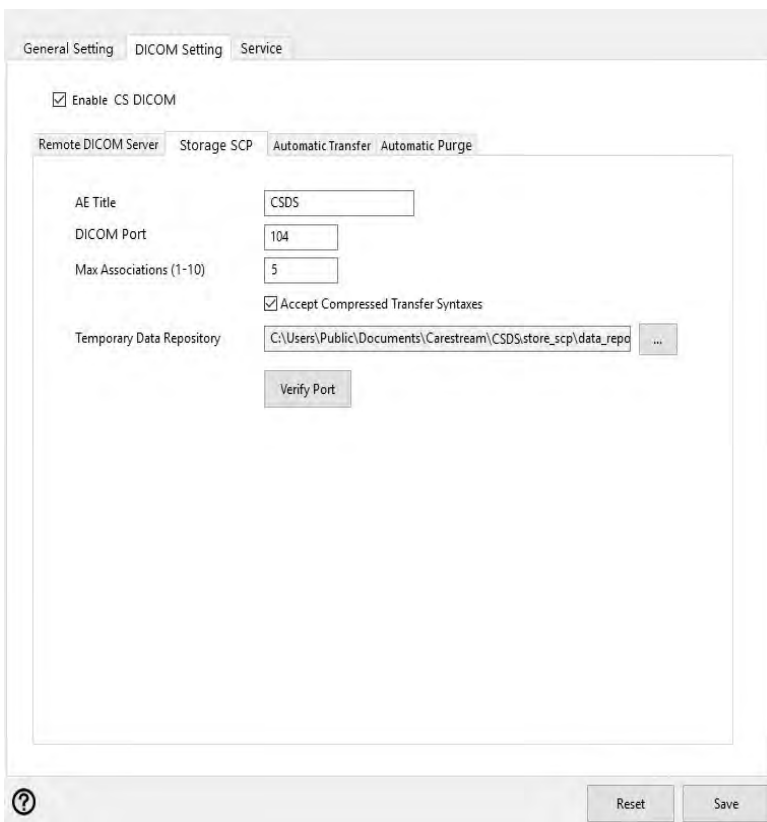 General Setting DICOM Setting Service
Enable CS DICOM
Remote DICOM Server Storage SCP Automatic Transfer Automatic Purge
AE Title CSDS
DICOM Port 104
Max Associations (1-10) 5
Accept Compressed Transfer Syntaxes
Temporary Data Repository C:\Users\Public\Documents\Carestream\CSDS\store_scp\data_repo ...
Verify Port
? Reset Save